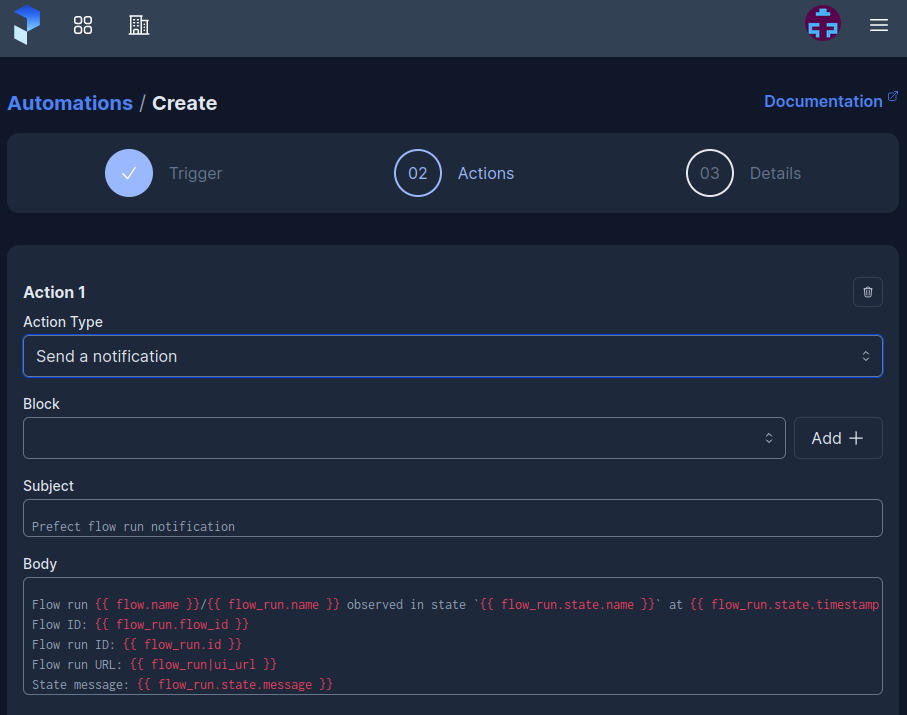 Automations / Create
Documentation
Trigger
02 Actions
03 Details
Action 1
Action Type
Send a notification
Block
Add +
Subject
Prefect flow run notification
Body
Flow run {{ flow.name }}/{{ flow_run.name }} observed in state `{{ flow_run.state.name }}` at {{ flow_run.state.timestamp
Flow ID: {{ flow_run.flow_id }}
Flow run ID: {{ flow_run.id }}
Flow run URL: {{ flow_run|ui_url }}
State message: {{ flow_run.state.message }}